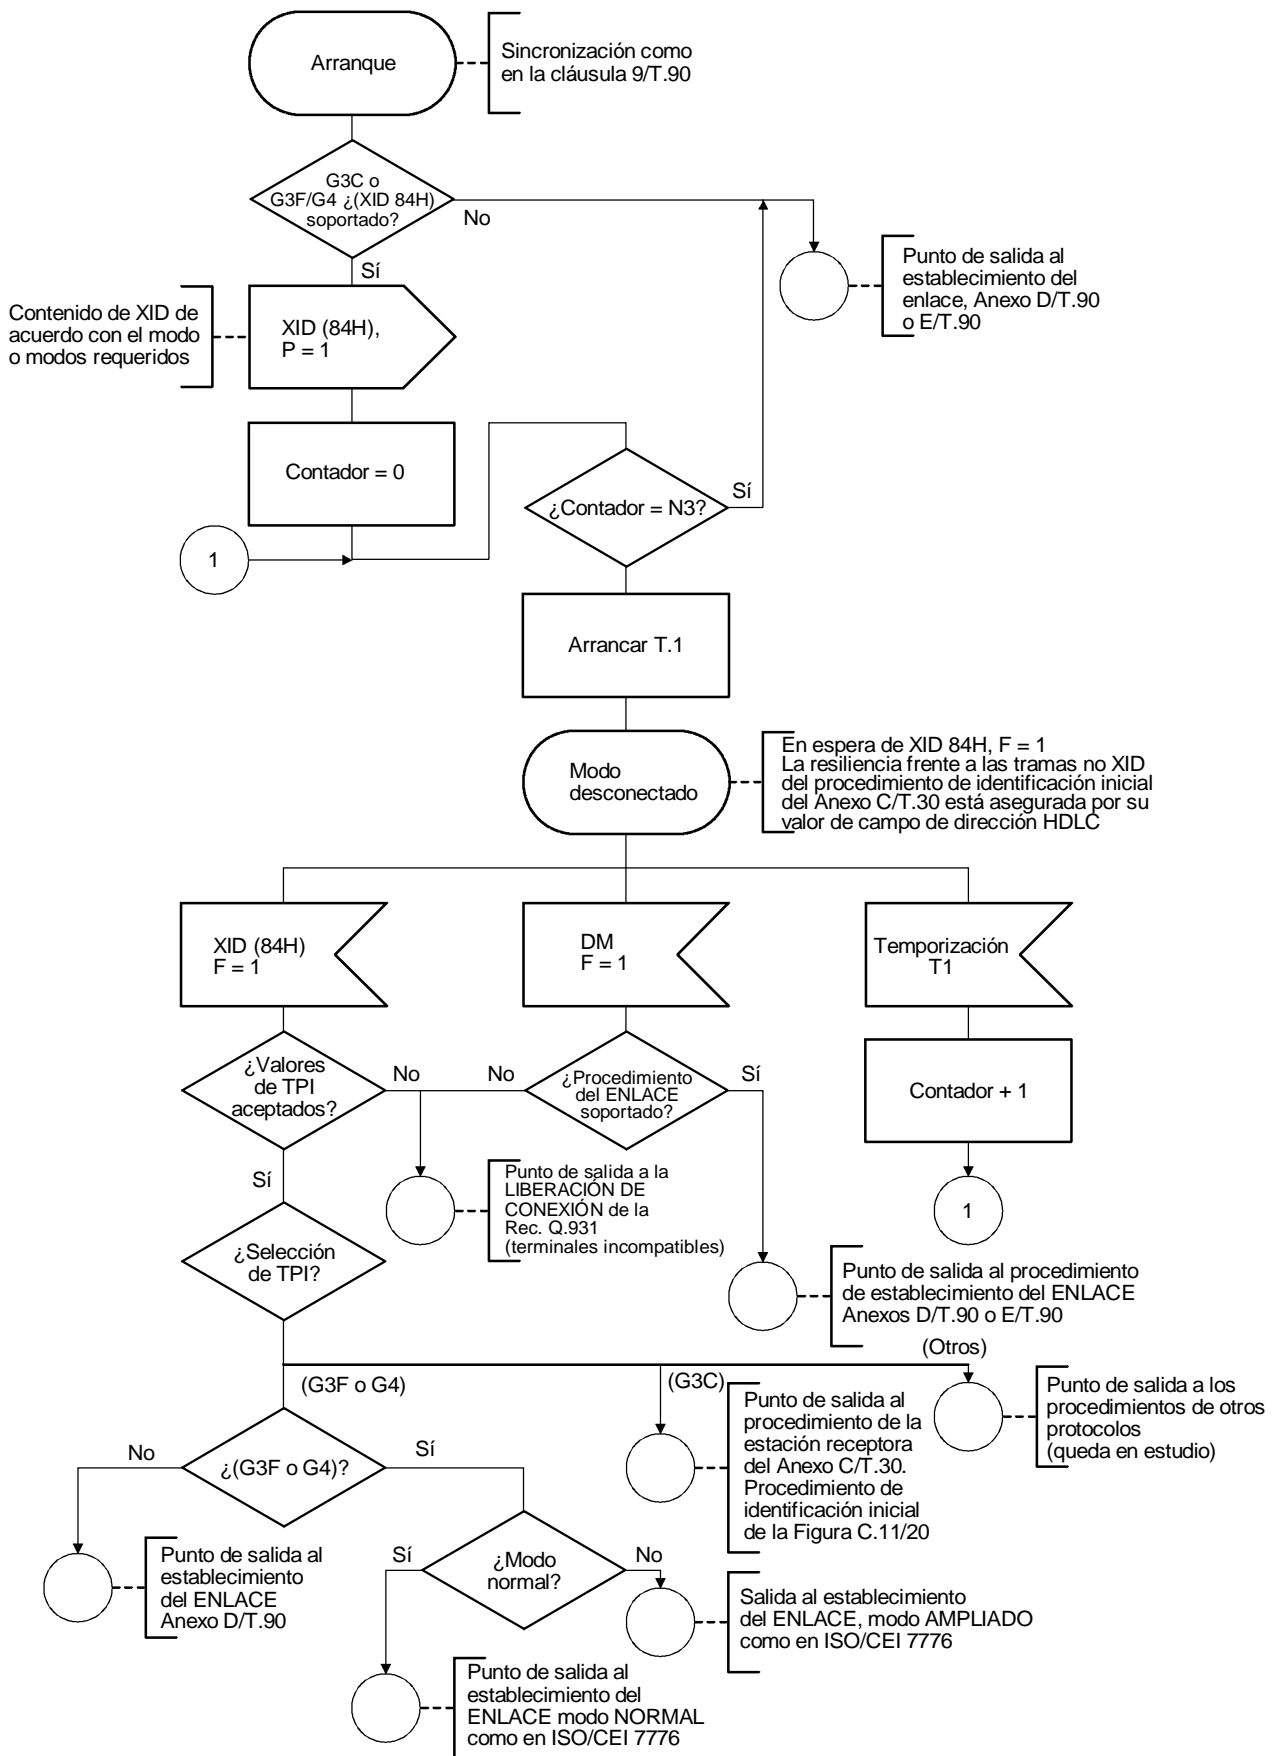 Arranque
Sincronización como
en la cláusula 9/T.90
G3C o
G3F/G4 ¿(XID 84H)
soportado?
No
Sí
Punto de salida al
establecimiento del
enlace, Anexo D/T.90
o E/T.90
Contenido de XID de
acuerdo con el modo
o modos requeridos
XID (84H),
P = 1
Contador = 0
¿Contador = N3?
Sí
1
Arrancar T.1
Modo
desconectado
En espera de XID 84H, F = 1
La resiliencia frente a las tramas no XID
del procedimiento de identificación inicial
del Anexo C/T.30 está asegurada por su
valor de campo de dirección HDLC
XID (84H)
F = 1
DM
F = 1
Temporización
T1
¿Valores
de TPI
aceptados?
No
No
¿Procedimiento
del ENLACE
soportado?
Sí
Contador + 1
Sí
Punto de salida a la
LIBERACIÓN DE
CONEXIÓN de la
Rec. Q.931
(terminales incompatibles)
1
¿Selección
de TPI?
Punto de salida al procedimiento
de establecimiento del ENLACE
Anexos D/T.90 o E/T.90
(Otros)
(G3F o G4)
(G3C)
Punto de salida al
procedimiento de la
estación receptora
del Anexo C/T.30.
Procedimiento de
identificación inicial
de la Figura C.11/20
Punto de salida a los
procedimientos de otros
protocolos
(queda en estudio)
No
¿(G3F o G4)?
Sí
Punto de salida al
establecimiento
del ENLACE
Anexo D/T.90
Sí
¿Modo
normal?
No
Salida al establecimiento
del ENLACE, modo AMPLIADO
como en ISO/CEI 7776
Punto de salida al
establecimiento del
ENLACE modo NORMAL
como en ISO/CEI 7776